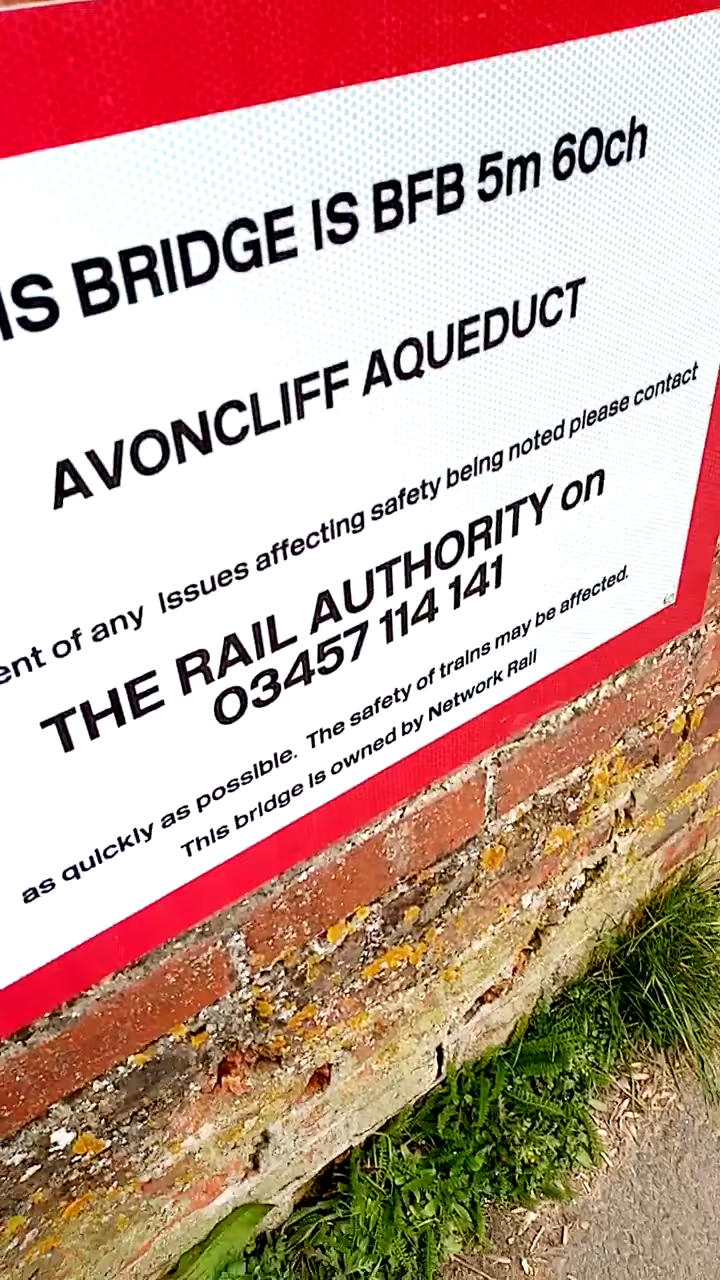 IS BRIDGE IS BFB 5m 60ch
AVONCLIFF AQUEDUCT
ent of any issues affecting safety being noted please contact
THE RAIL AUTHORITY on
03457 114 141
as quickly as possible. The safety of trains may be affected.
This bridge is owned by Network Rail